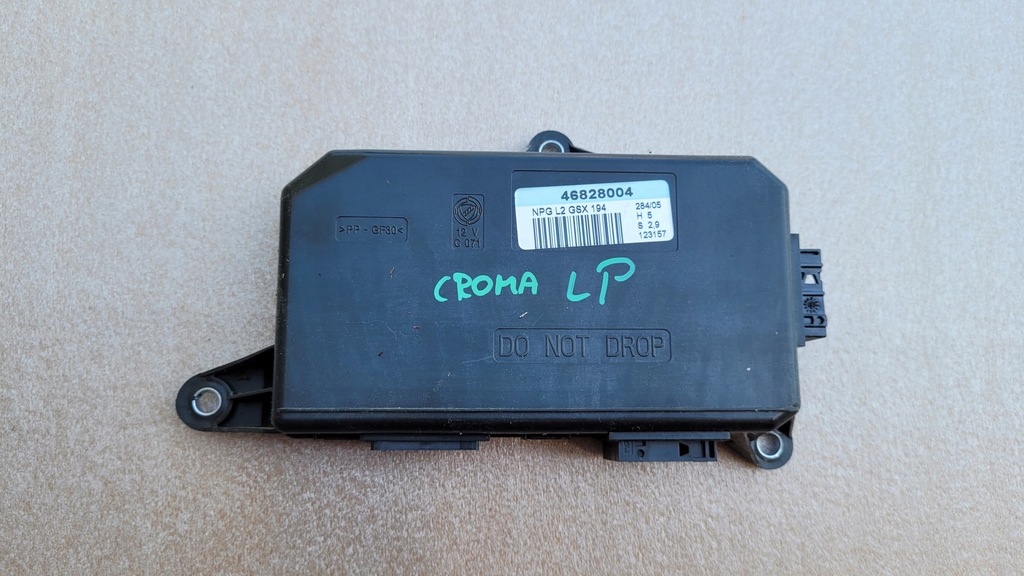 46828004
NPG L2 GSX 194
284/05
H 5
S 2,9
123157
>PP - GF30<
12 V
C 071
CROMA LP
DO NOT DROP